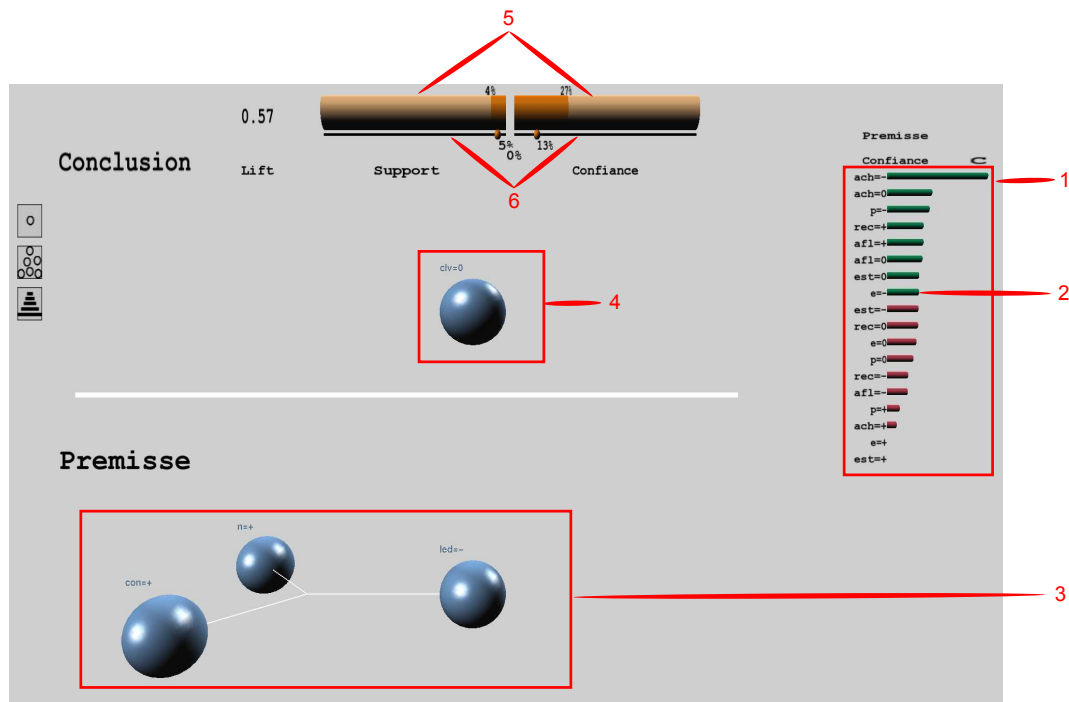 5
4%
27%
0.57
5%
13%
0%
Conclusion
Lift
Support
Confiance
Premisse
Confiance
ach=-
1
ach=0
p=-
rec=+
afl=+
afl=0
est=0
e=-
2
est=-
rec=0
e=0
p=0
rec=-
afl=-
p=+
ach=+
e=+
est=+
6
clv=0
4
Premisse
n=+
led=-
con=+
3